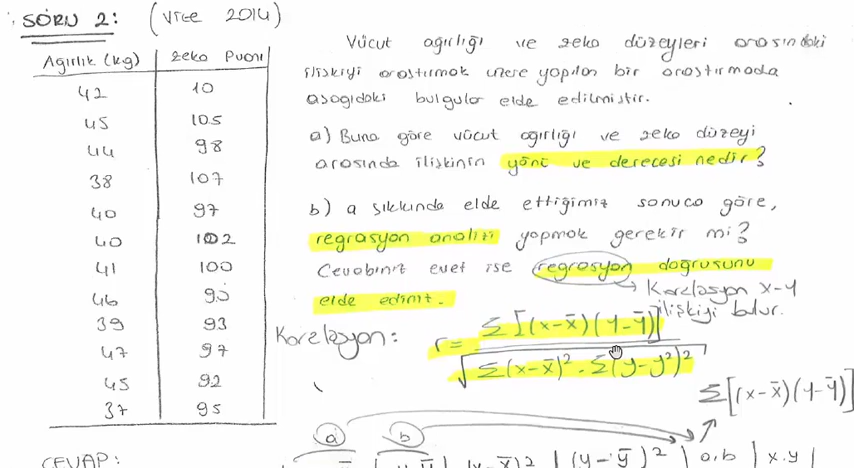 SORU 2: (Vize 2014)
Ağırlık (kg) Zeka Puanı
42 10
45 105
44 98
38 107
40 97
40 102
41 100
46 90
39 93
47 97
45 92
37 95
Vücut ağırlığı ve zeka düzeyleri arasındaki
ilişkiyi araştırmak üzere yapılan bir araştırmada
aşağıdaki bulgular elde edilmiştir.
a) Buna göre vücut ağırlığı ve zeka düzeyi
arasında ilişkinin yönü ve derecesi nedir?
b) a şıkkında elde ettiğimiz sonuca göre,
regrasyon analizi yapmak gerekir mi?
Cevabınız evet ise regrasyon doğrusunu
elde ediniz.
Korelasyon x-y
ilişkiyi bulur.
Korelasyon: r = Σ[(x-x̄)(y-ȳ)] / √Σ(x-x̄)². Σ(y-y²)²
Σ[(x-x̄)(y-ȳ)]
a b
(x-x̄)² | (y-ȳ)² | a.b | x.y |
CEVAP: